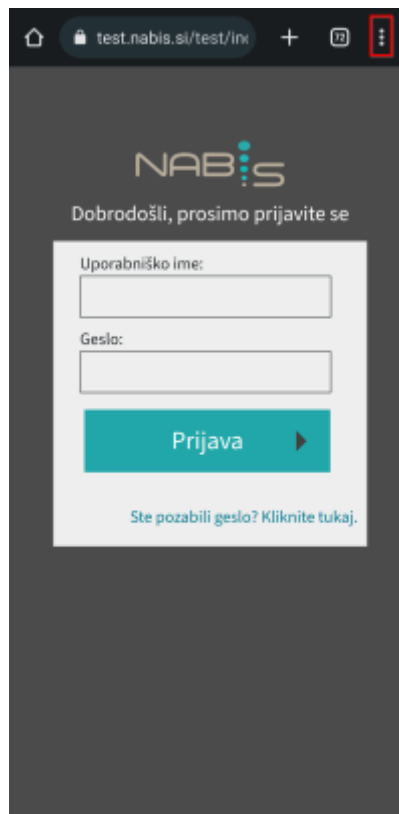 test.nabis.si/test/in
72
NABiS
Dobrodošli, prosimo prijavite se
Uporabniško ime:
Geslo:
Prijava
Ste pozabili geslo? Kliknite tukaj.